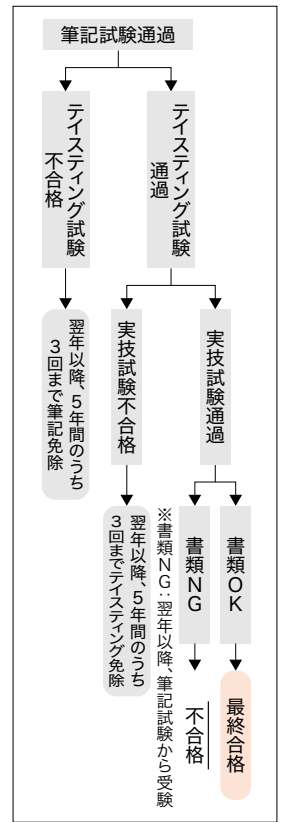 筆記試験通過
テイスティング試験
不合格
テイスティング試験
通過
翌年以降、5年間のうち
3回まで筆記免除
実技試験不合格
実技試験通過
翌年以降、5年間のうち
3回までテイスティング免除
※書類NG:翌年以降、筆記試験から受験
書類NG
書類OK
不合格
最終合格